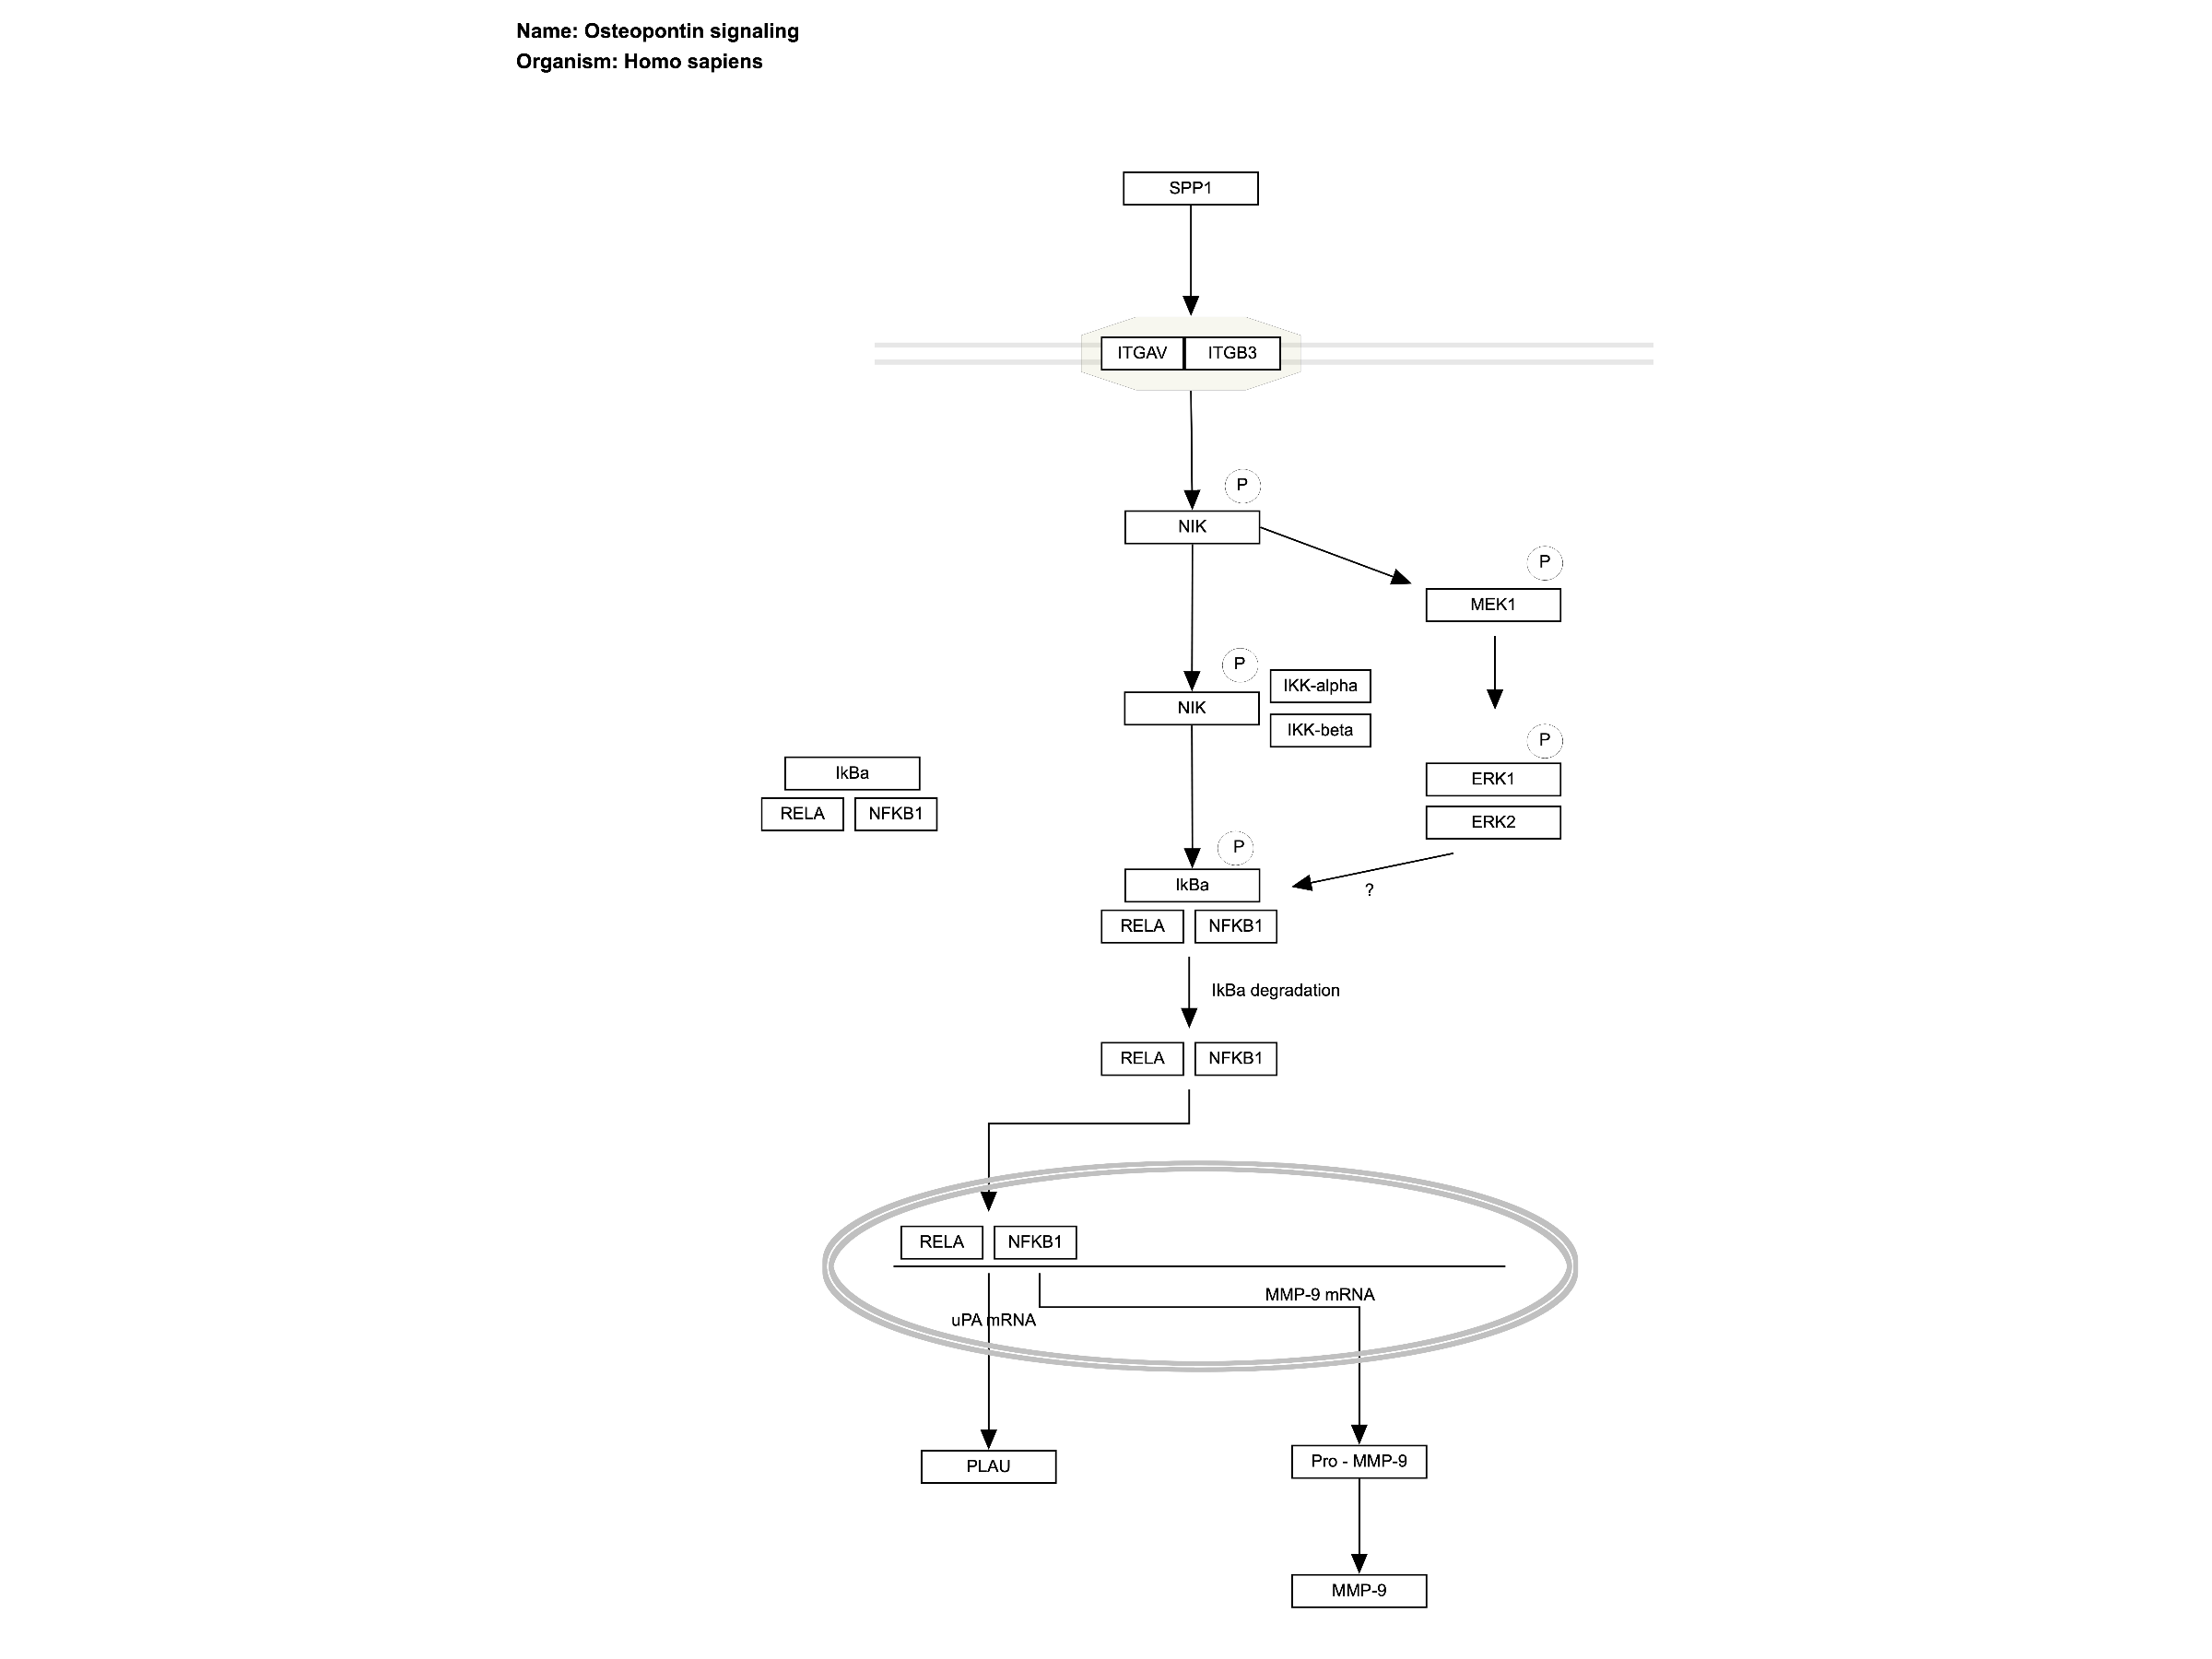 Name: Osteopontin signaling
Organism: Homo sapiens
SPP1
ITGAV ITGB3
P
NIK
P
MEK1
P
IKK-alpha
NIK
IKK-beta
P
IkBa
ERK1
RELA NFKB1
ERK2
P
IkBa
?
RELA NFKB1
IkBa degradation
RELA NFKB1
RELA NFKB1
MMP-9 mRNA
uPA mRNA
Pro - MMP-9
PLAU
MMP-9